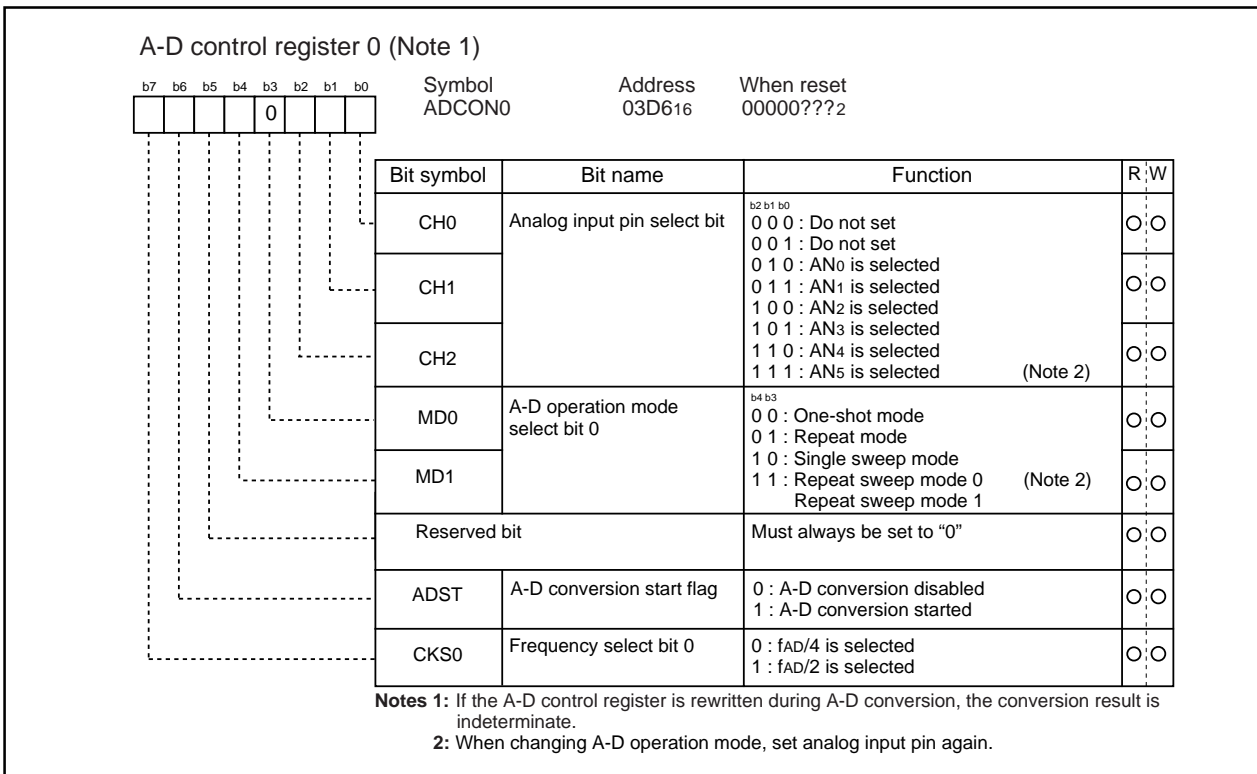 A-D control register 0 (Note 1)
b7 b6 b5 b4 b3 b2 b1 b0
0
Symbol Address When reset
ADCON0 03D616 00000???2
Bit symbol Bit name Function R W
CH0 Analog input pin select bit
b2 b1 b0
0 0 0 : Do not set
0 0 1 : Do not set
0 1 0 : AN0 is selected
CH1
0 1 1 : AN1 is selected
1 0 0 : AN2 is selected
1 0 1 : AN3 is selected
CH2
1 1 0 : AN4 is selected
1 1 1 : AN5 is selected (Note 2)
MD0 A-D operation mode
select bit 0
b4 b3
0 0 : One-shot mode
0 1 : Repeat mode
MD1
1 0 : Single sweep mode
1 1 : Repeat sweep mode 0 (Note 2)
Repeat sweep mode 1
Reserved bit Must always be set to “0”
ADST A-D conversion start flag 0 : A-D conversion disabled
1 : A-D conversion started
CKS0 Frequency select bit 0 0 : fAD/4 is selected
1 : fAD/2 is selected
Notes 1: If the A-D control register is rewritten during A-D conversion, the conversion result is
indeterminate.
2: When changing A-D operation mode, set analog input pin again.